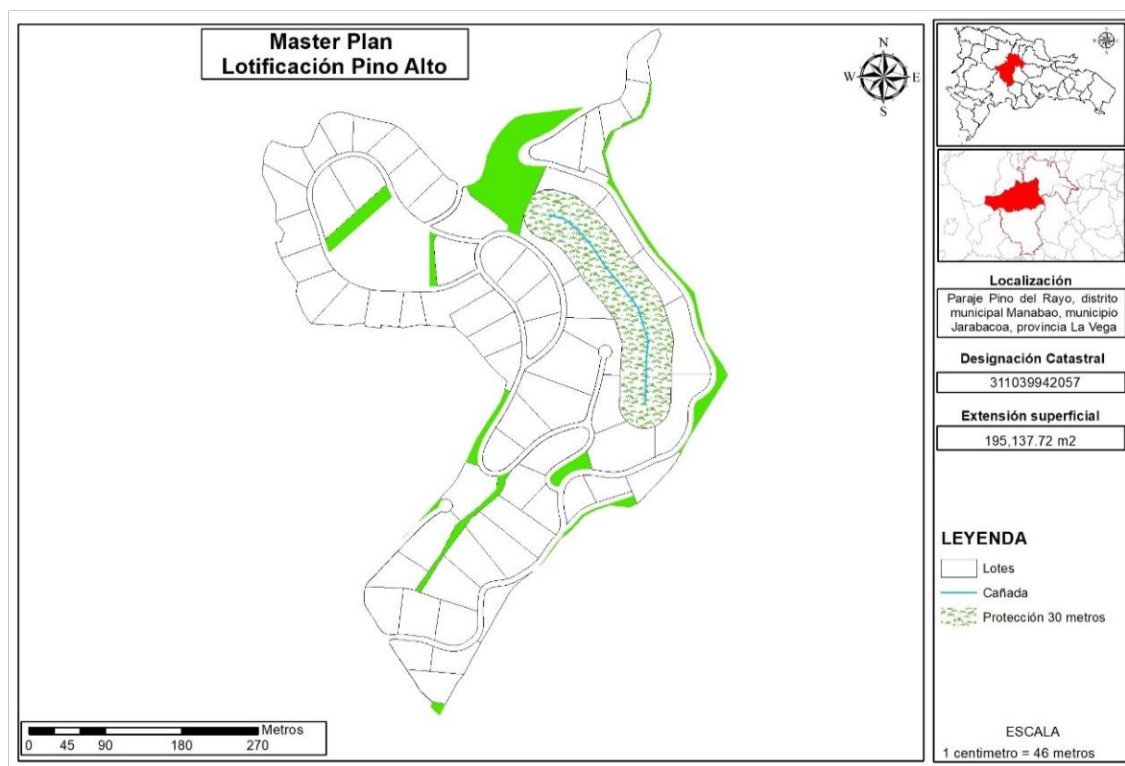 Master Plan
Lotificación Pino Alto
N
W
E
S
Localización
Paraje Pino del Rayo, distrito
municipal Manabao, municipio
Jarabacoa, provincia La Vega
Designación Catastral
311039942057
Extensión superficial
195,137.72 m2
LEYENDA
Lotes
Cañada
Protección 30 metros
Metros
0 45 90 180 270
ESCALA
1 centimetro = 46 metros